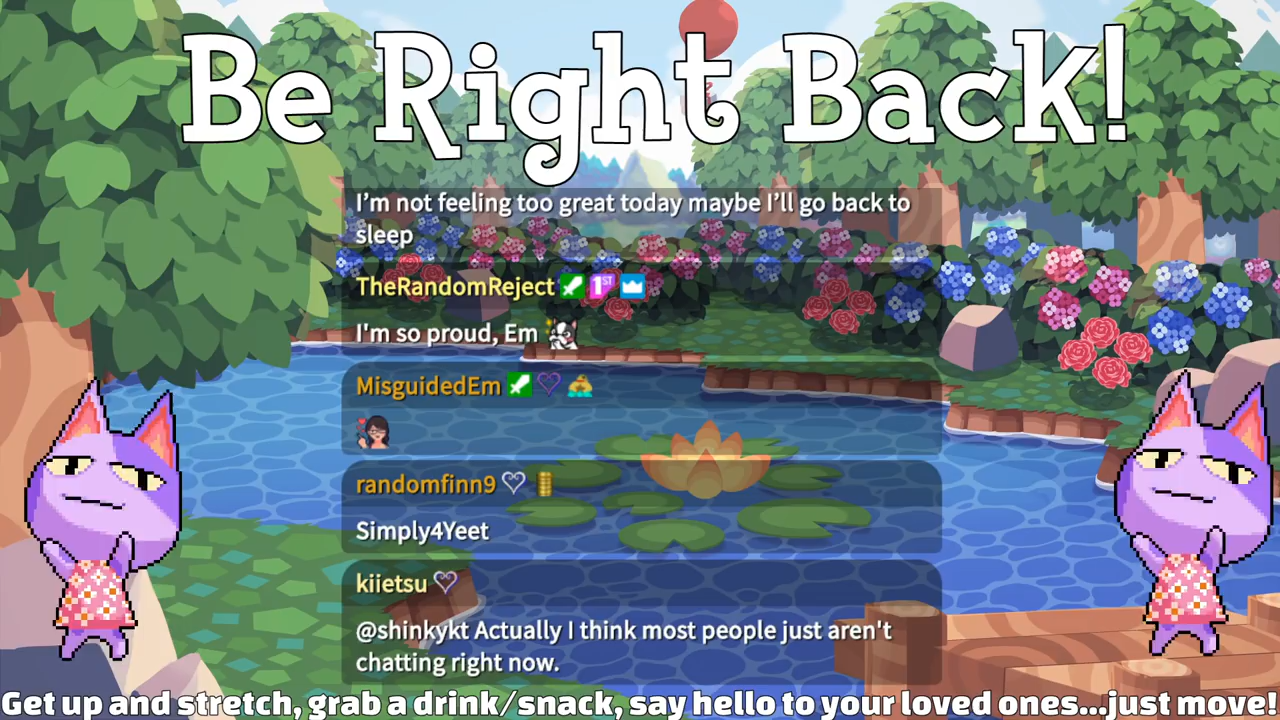 Be Right Back!
I’m not feeling too great today maybe I’ll go back to
sleep
TheRandomReject 1ST
I'm so proud, Em
MisguidedEm
randomfinn9
Simply4Yeet
kiietsu
@shinkykt Actually I think most people just aren't
chatting right now.
Get up and stretch, grab a drink/snack, say hello to your loved ones...just move!